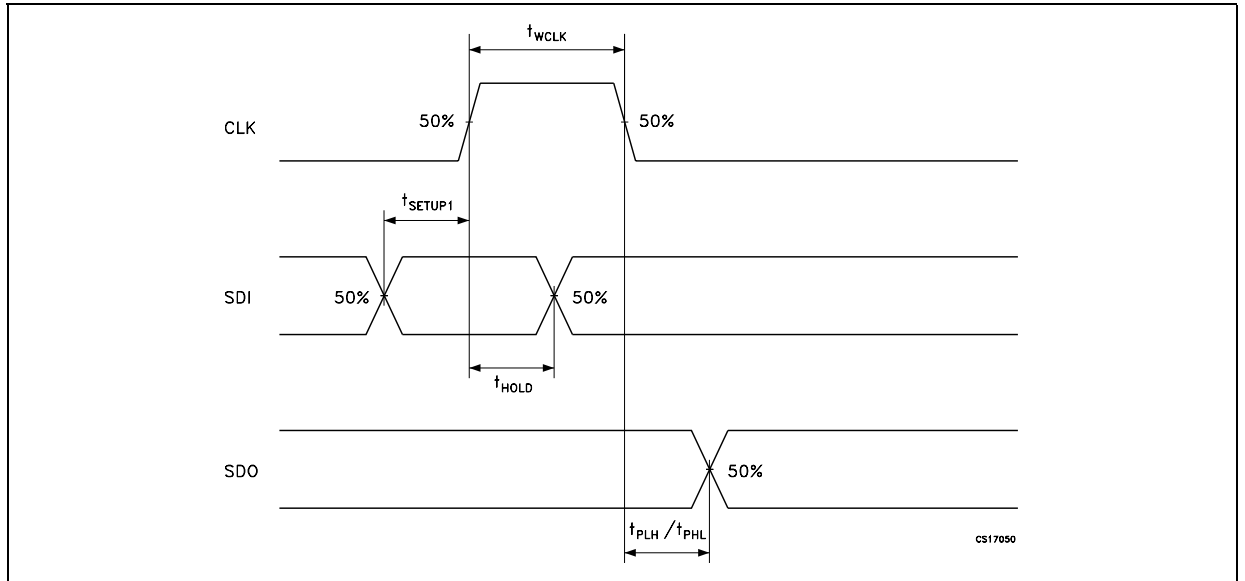 tWCLK
50% 50%
CLK
tSETUP1
50% 50%
SDI
tHOLD
SDO 50%
tPLH /tPHL
CS17050